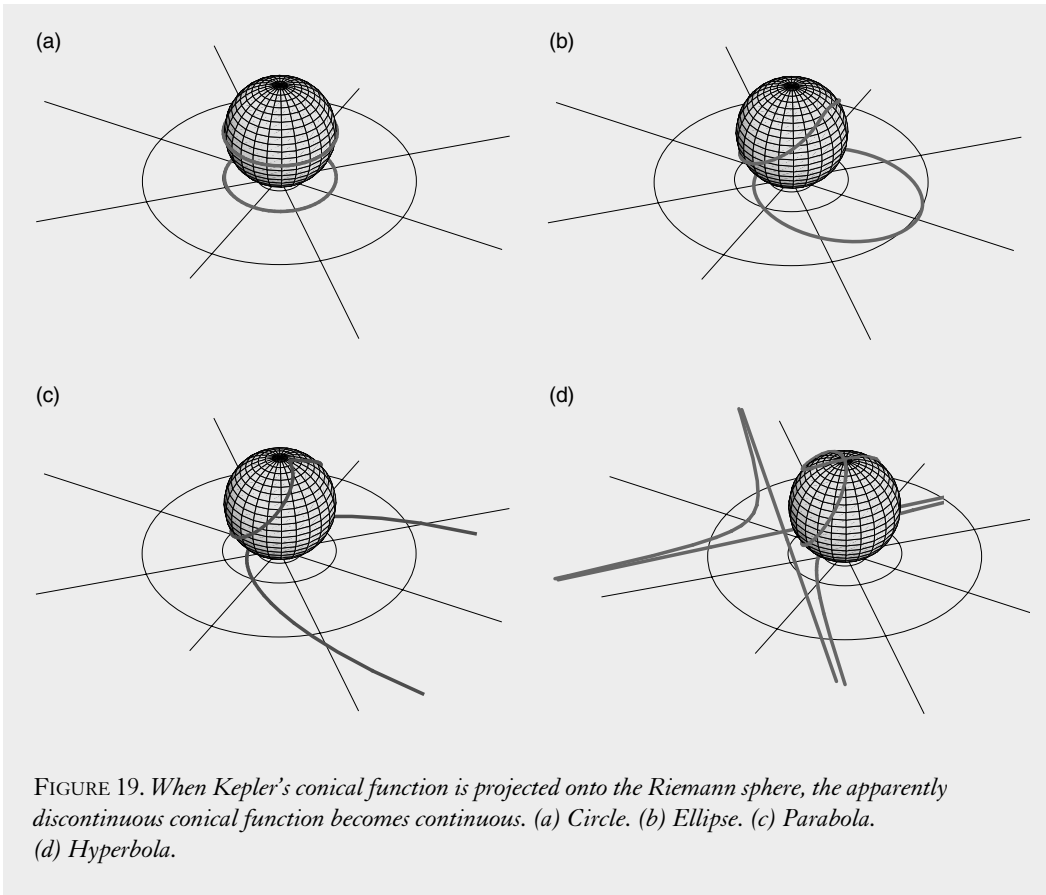 (a)
(b)
(c)
(d)
FIGURE 19. When Kepler's conical function is projected onto the Riemann sphere, the apparently
discontinuous conical function becomes continuous. (a) Circle. (b) Ellipse. (c) Parabola.
(d) Hyperbola.